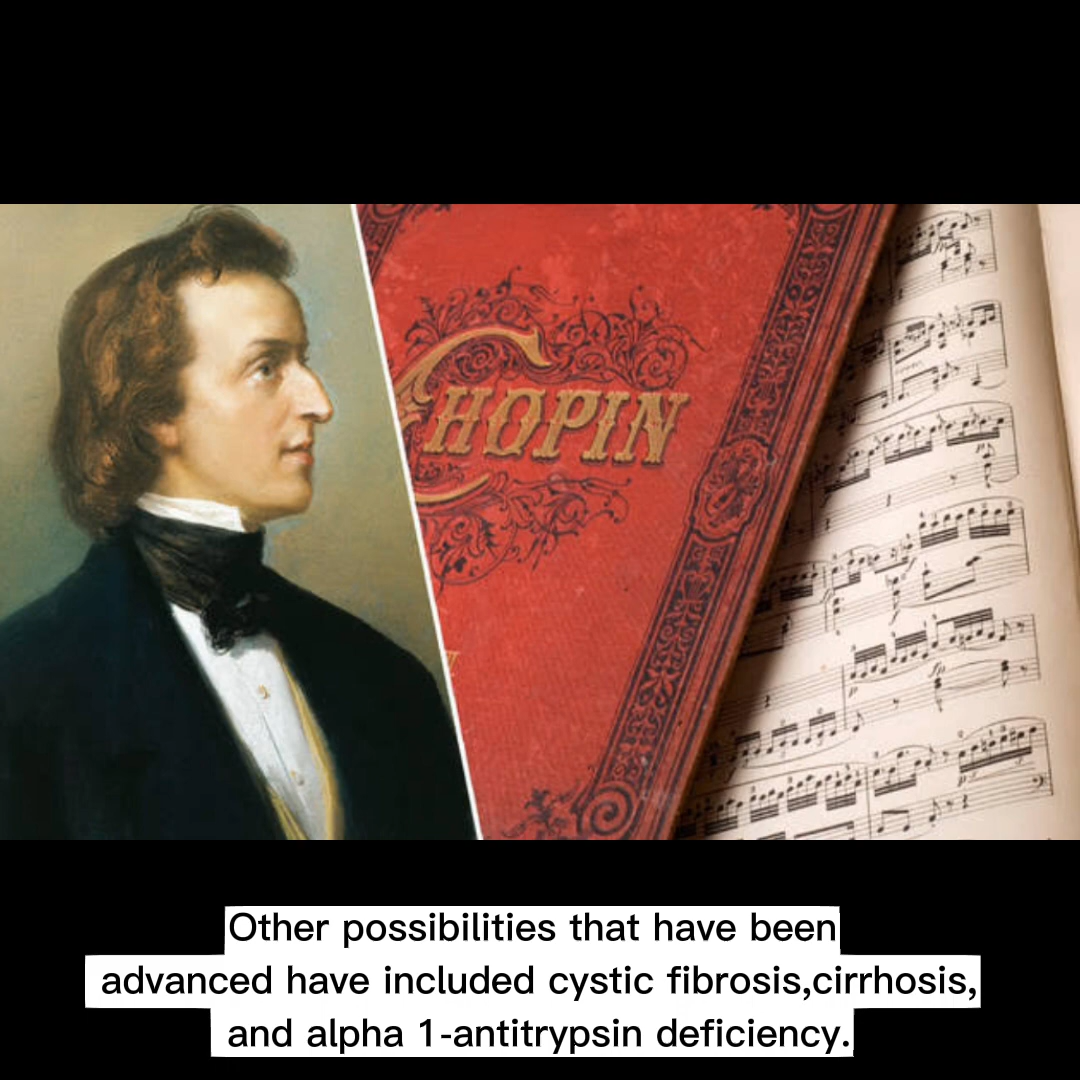 CHOPIN
Other possibilities that have been
advanced have included cystic fibrosis,cirrhosis,
and alpha 1-antitrypsin deficiency.